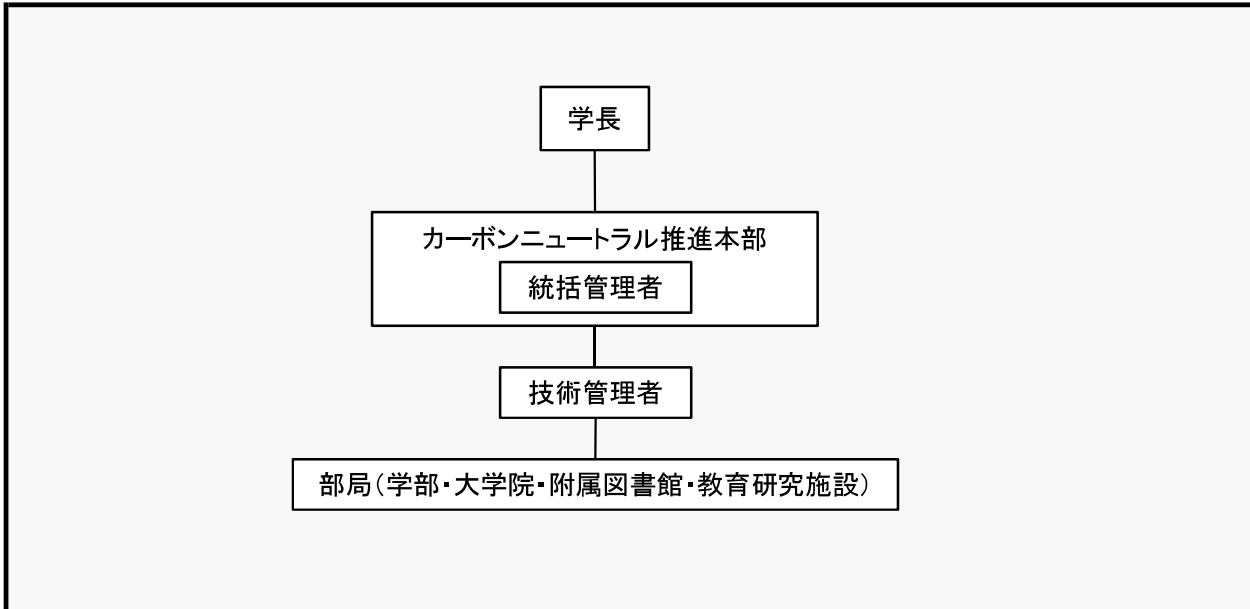 学長
カーボンニュートラル推進本部
統括管理者
技術管理者
部局(学部・大学院・附属図書館・教育研究施設)